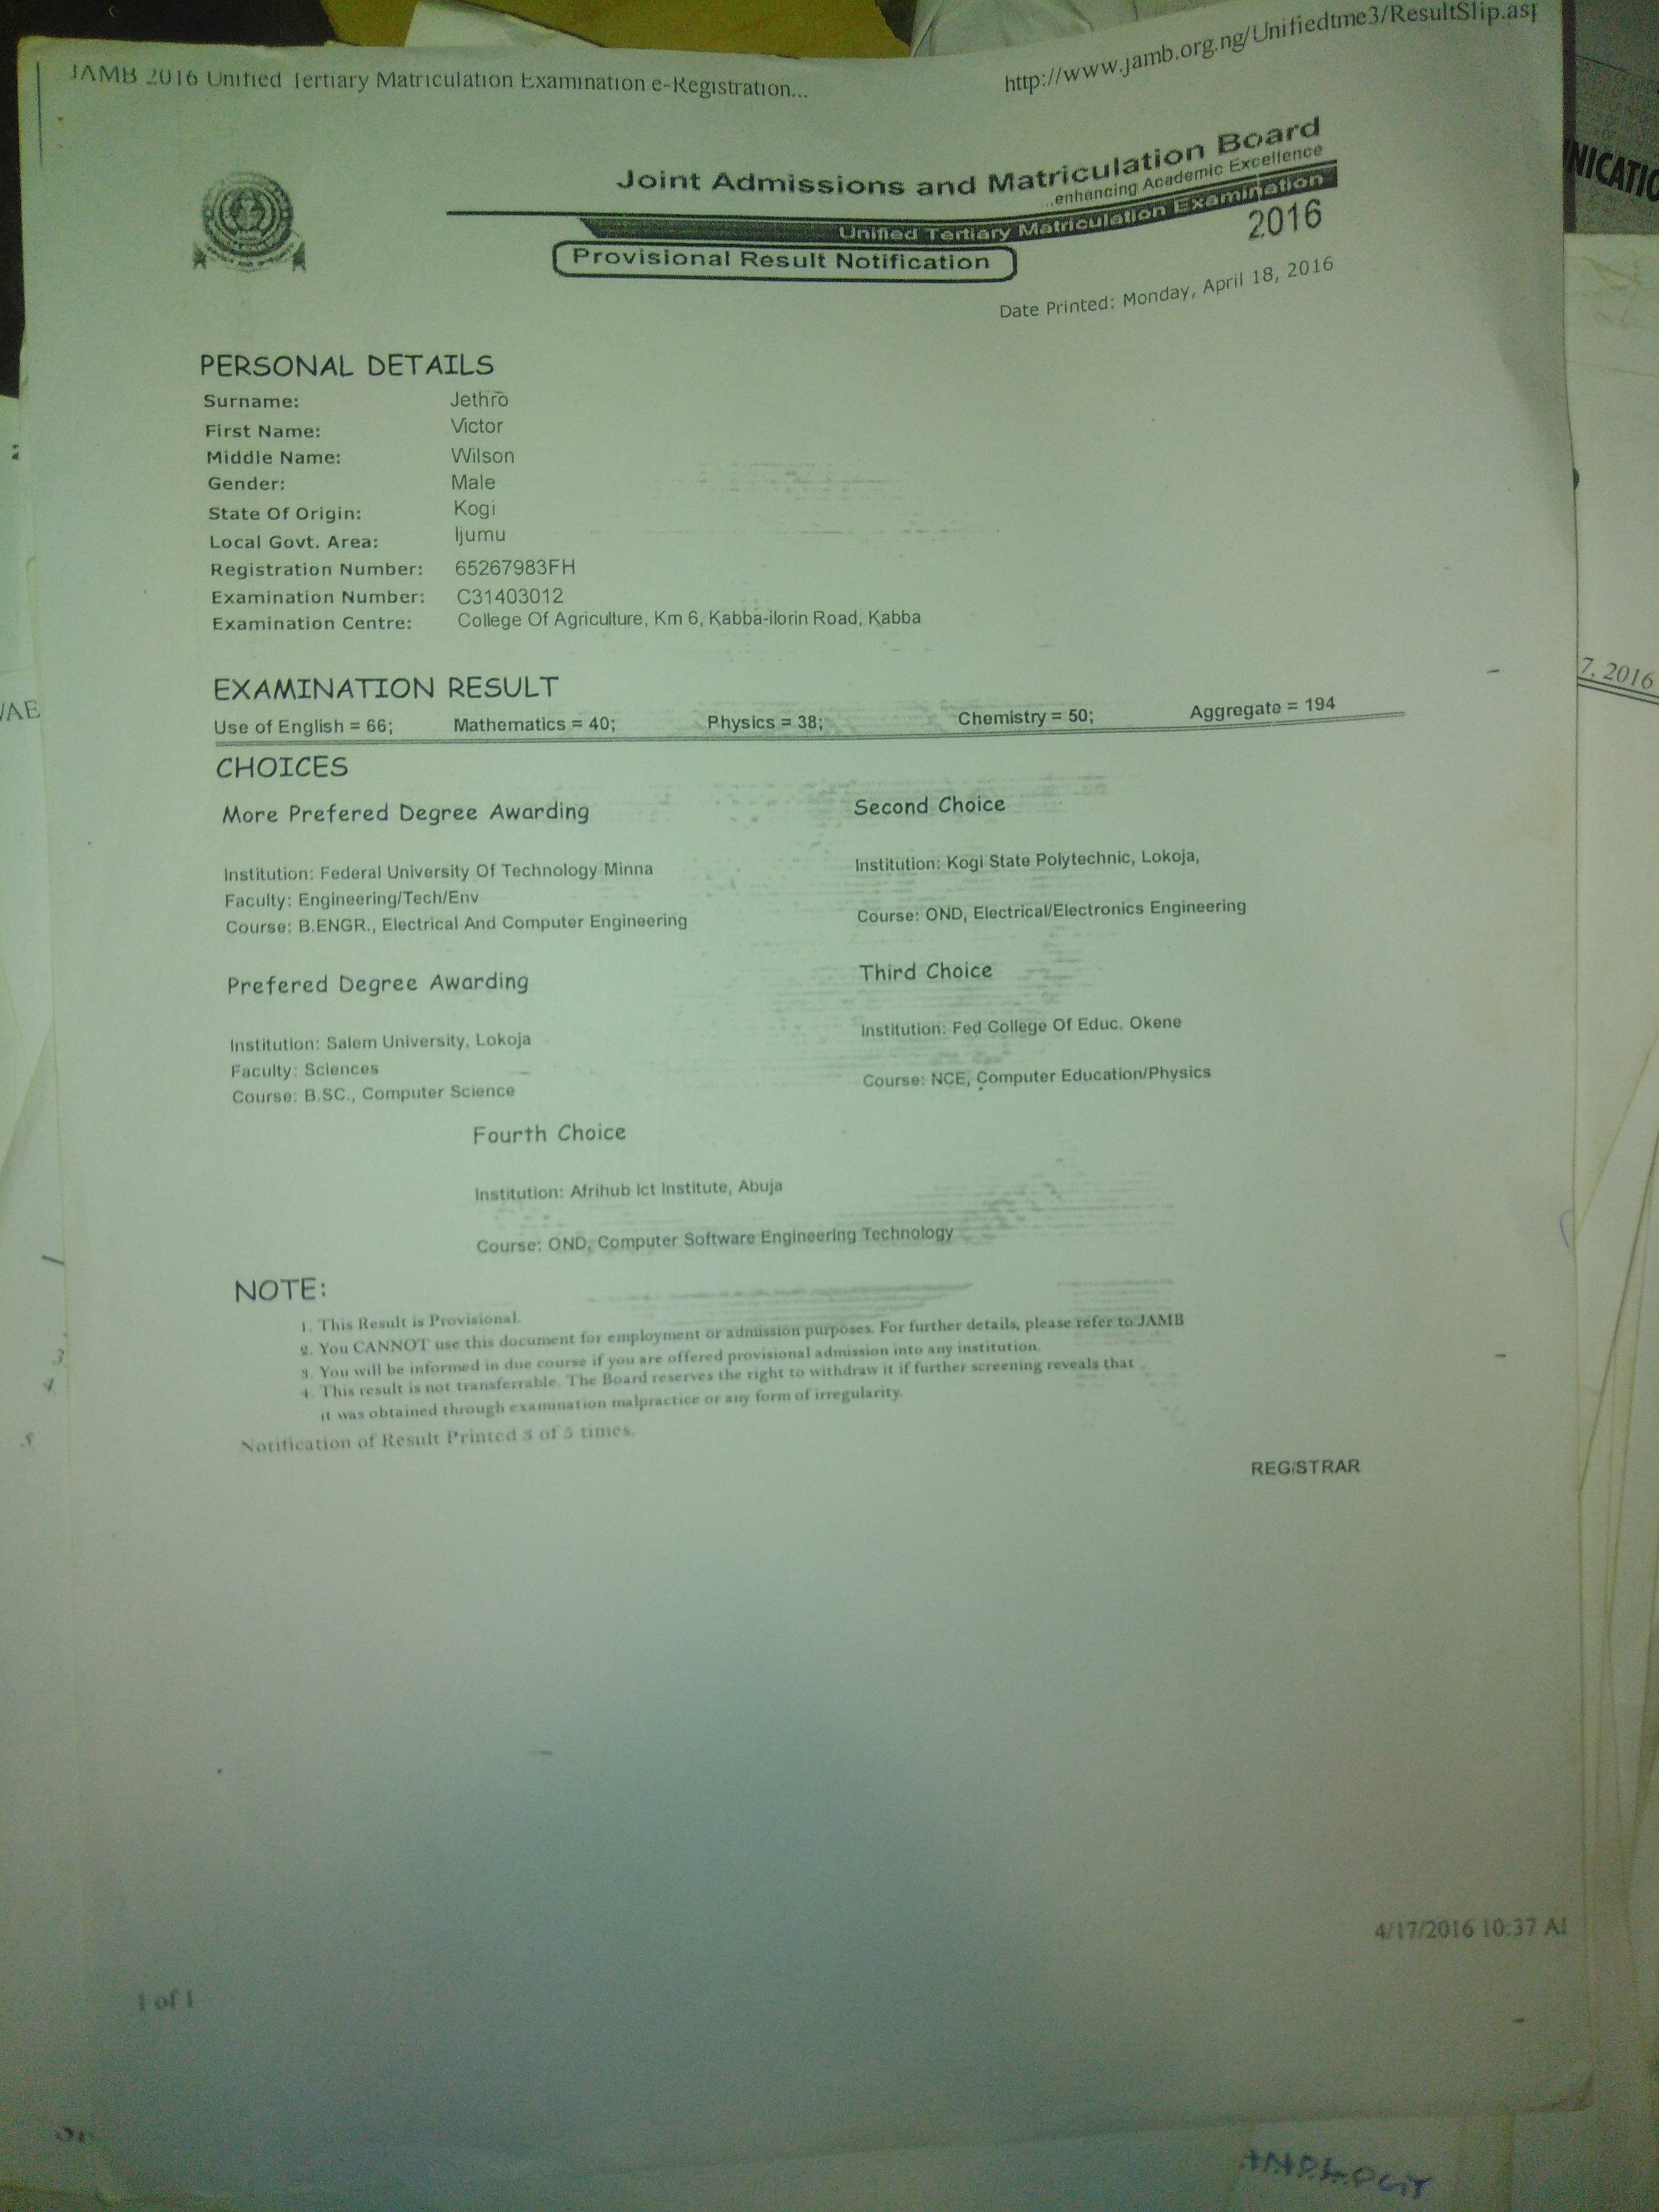 JAMB 2016 Unified Tertiary Matriculation Examination e-Registration...
http://www.jamb.org.ng/Unifiedtme3/ResultSlip.asp
Joint Admissions and Matriculation Board
...enhancing Academic Excellence
Unified Tertiary Matriculation Examination
2016
Provisional Result Notification
Date Printed: Monday, April 18, 2016
PERSONAL DETAILS
Surname: Jethro
First Name: Victor
Middle Name: Wilson
Gender: Male
State Of Origin: Kogi
Local Govt. Area: Ijumu
Registration Number: 65267983FH
Examination Number: C31403012
Examination Centre: College Of Agriculture, Km 6, Kabba-ilorin Road, Kabba
EXAMINATION RESULT
Use of English = 66; Mathematics = 40; Physics = 38; Chemistry = 50; Aggregate = 194
CHOICES
More Prefered Degree Awarding
Institution: Federal University Of Technology Minna
Faculty: Engineering/Tech/Env
Course: B.ENGR., Electrical And Computer Engineering
Second Choice
Institution: Kogi State Polytechnic, Lokoja,
Course: OND, Electrical/Electronics Engineering
Prefered Degree Awarding
Institution: Salem University, Lokoja
Faculty: Sciences
Course: B.SC., Computer Science
Third Choice
Institution: Fed College Of Educ. Okene
Course: NCE, Computer Education/Physics
Fourth Choice
Institution: Afrihub Ict Institute, Abuja
Course: OND, Computer Software Engineering Technology
NOTE:
1. This Result is Provisional.
2. You CANNOT use this document for employment or admission purposes. For further details, please refer to JAMB
3. You will be informed in due course if you are offered provisional admission into any institution.
4. This result is not transferrable. The Board reserves the right to withdraw it if further screening reveals that
it was obtained through examination malpractice or any form of irregularity.
Notification of Result Printed 3 of 5 times.
REGISTRAR
4/17/2016 10:37 A
1 of 1
7, 2016